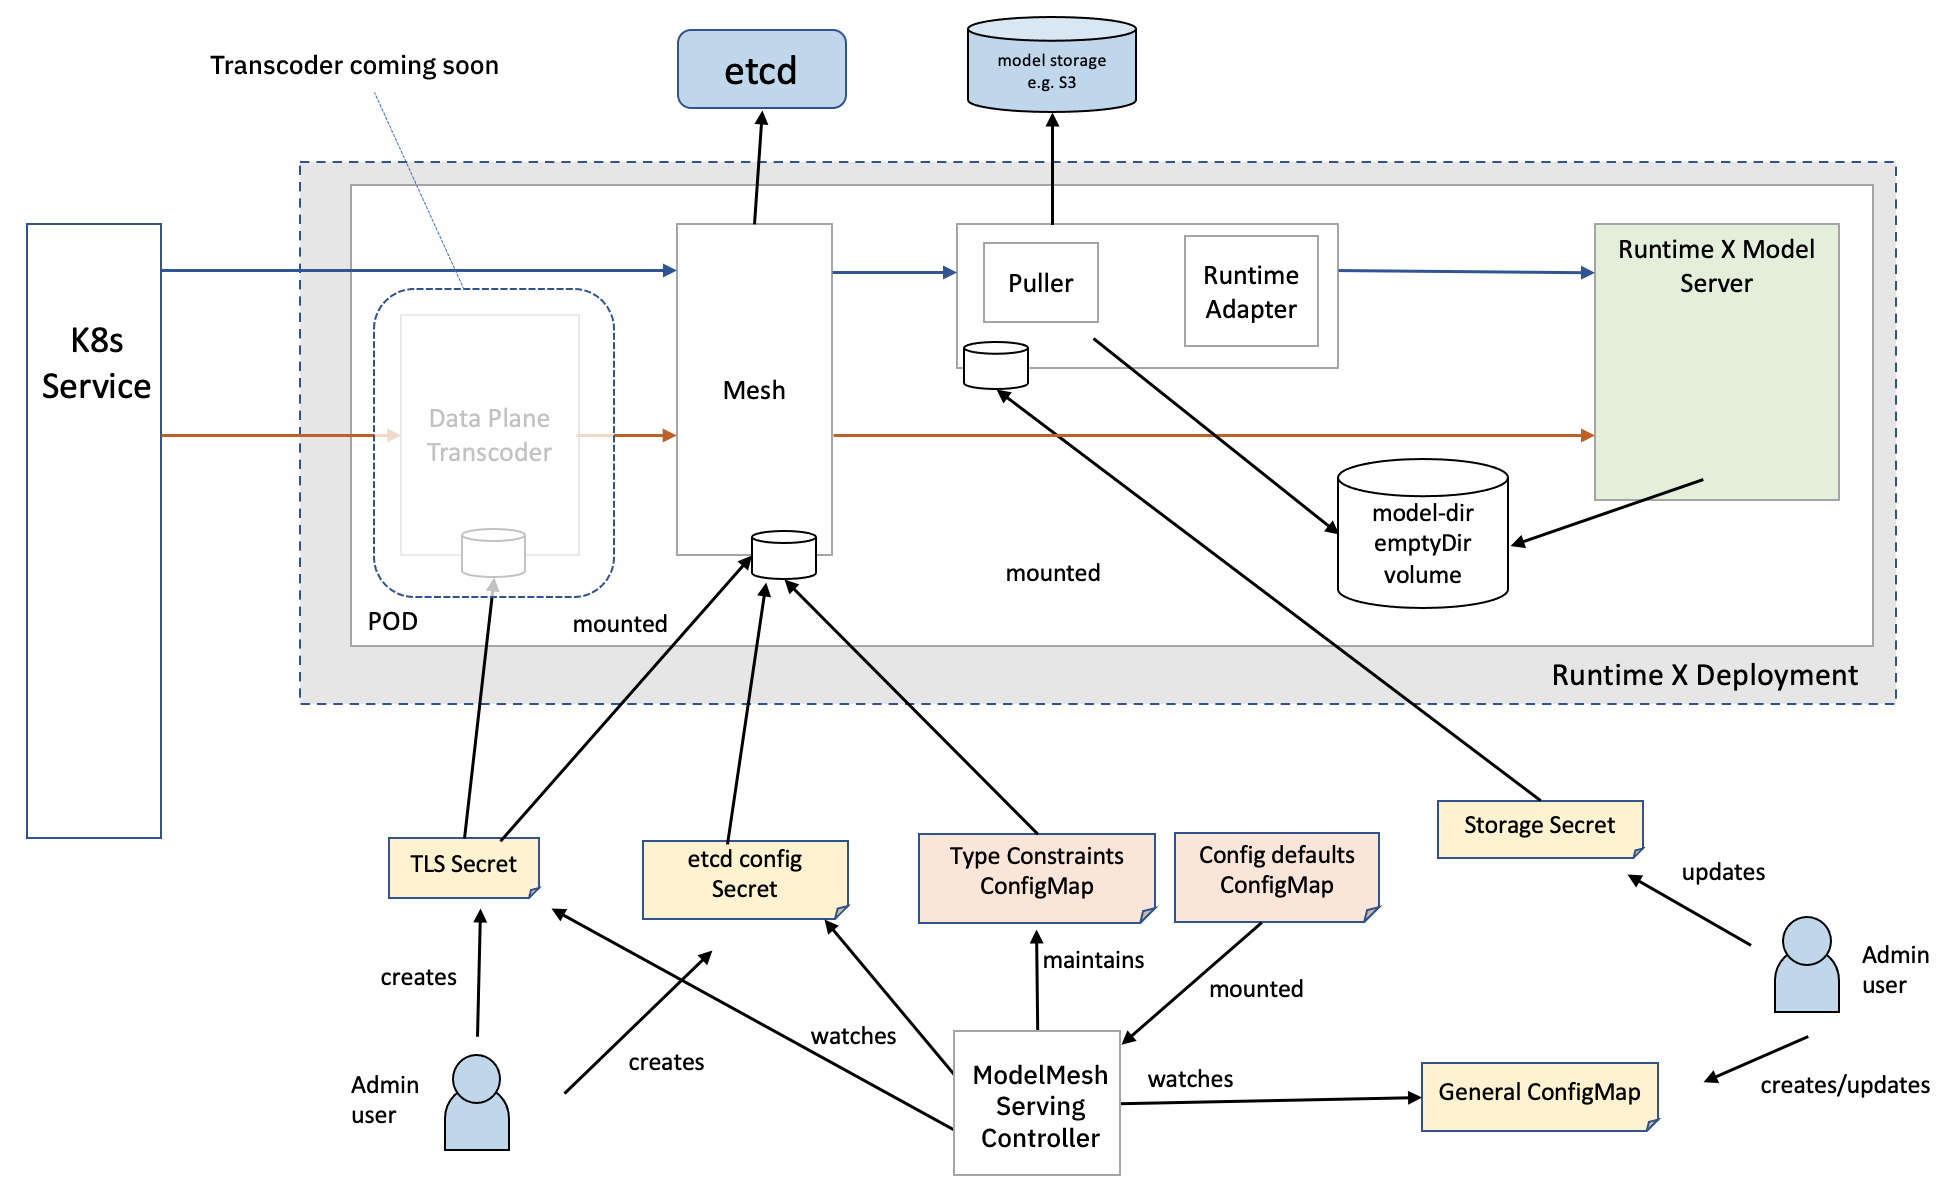 Transcoder coming soon
etcd
model storage
e.g. S3
K8s
Service
Data Plane
Transcoder
Mesh
Puller
Runtime
Adapter
Runtime X Model
Server
model-dir
emptyDir
volume
mounted
mounted
POD
Runtime X Deployment
TLS Secret
etcd config
Secret
Type Constraints
ConfigMap
Config defaults
ConfigMap
Storage Secret
updates
creates
maintains
mounted
Admin
user
watches
creates
Admin
user
ModelMesh
Serving
Controller
watches
General ConfigMap
creates/updates